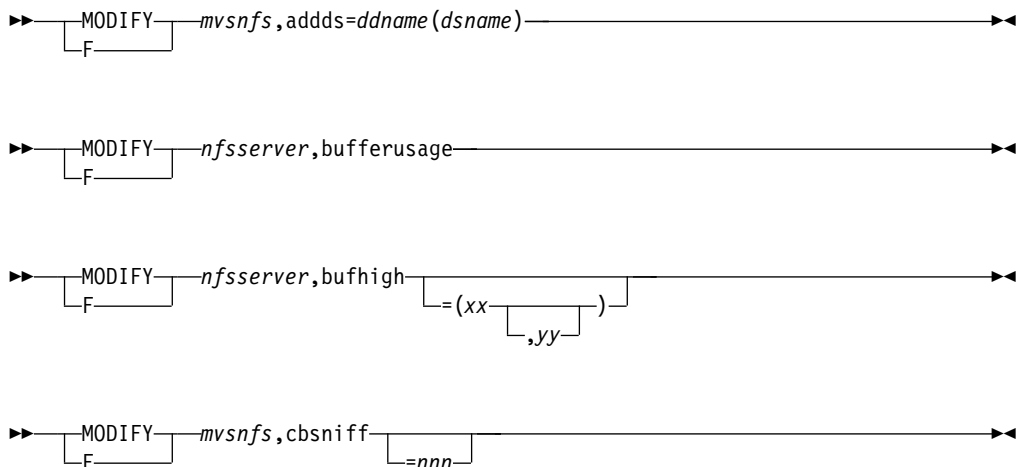 MODIFY mvsnfs,addds=ddname(dsname)
F
MODIFY nfsserver,bufferusage
F
MODIFY nfsserver,bufhigh
F =(xx )
,yy
MODIFY mvsnfs,cbsniff
F =nnn